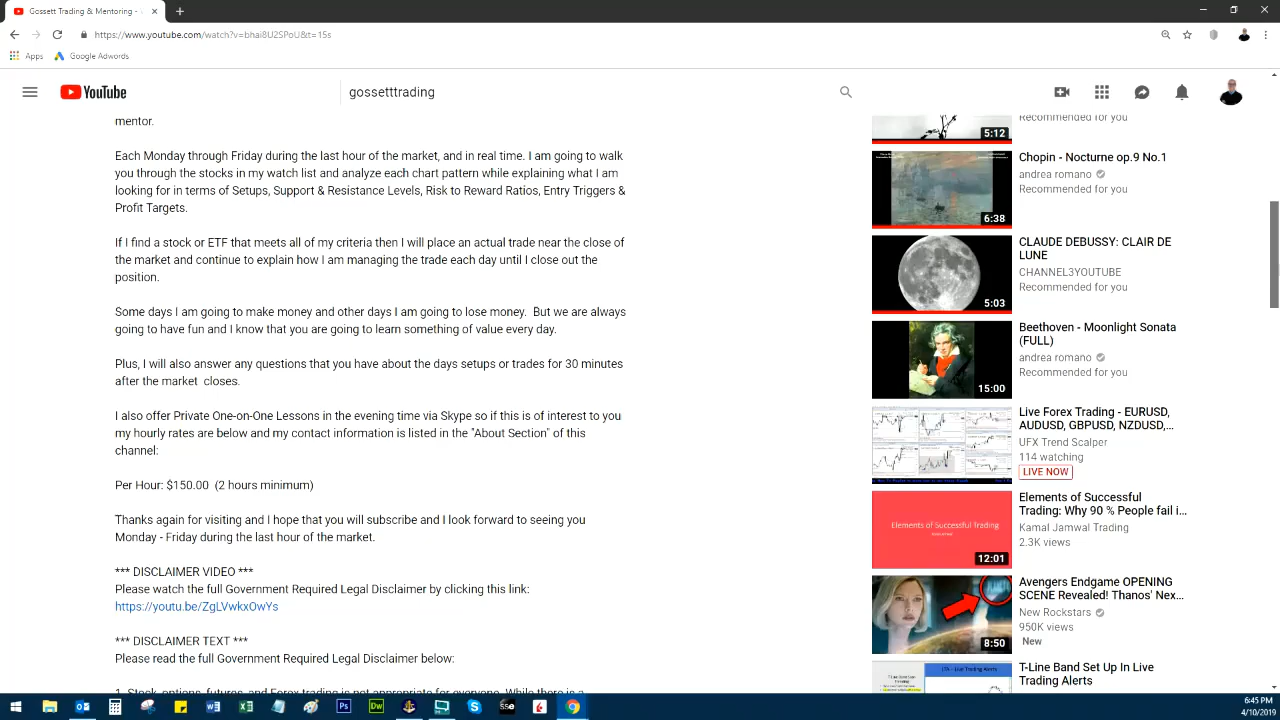 Gossett Trading & Mentoring -
https://www.youtube.com/watch?v=bhai8U2SPoU&t=15s
Apps
Google Adwords
YouTube
gossetttrading
mentor.
Each Monday through Friday during the last hour of the market, and in real time. I am going to walk
you through the stocks in my watch list and analyze each chart pattern while explaining what I am
looking for in terms of Setups, Support & Resistance Levels, Risk to Reward Ratios, Entry Triggers &
Profit Targets.
If I find a stock or ETF that meets all of my criteria then I will place an actual trade near the close of
the market and continue to explain how I am managing the trade each day until I close out the
position.
Some days I am going to make money and other days I am going to lose money.  But we are always
going to have fun and I know that you are going to learn something of value every day.
Plus, I will also answer any questions that you have about the days setups or trades for 30 minutes
after the market  closes.
I also offer Private One-on-One Lessons in the evening time via Skype so if this is of interest to you
my hourly rates are below and my contact information is listed in the "About Section" of this
channel:
Per Hour: $150.00  (2 hours minimum)
Thanks again for visiting and I hope that you will subscribe and I look forward to seeing you
Monday - Friday during the last hour of the market.
*** DISCLAIMER VIDEO ***
Please watch the full Government Required Legal Disclaimer by clicking this link:
https://youtu.be/ZgLVwkxOwYs
*** DISCLAIMER TEXT ***
Please read the full Government Required Legal Disclaimer below:
5:12
Recommended for you
6:38
Chopin - Nocturne op.9 No.1
andrea romano
Recommended for you
5:03
CLAUDE DEBUSSY: CLAIR DE
LUNE
CHANNEL3YOUTUBE
Recommended for you
15:00
Beethoven - Moonlight Sonata
(FULL)
andrea romano
Recommended for you
Live Forex Trading - EURUSD,
AUDUSD, GBPUSD, NZDUSD,...
UFX Trend Scalper
114 watching
LIVE NOW
Elements of Successful Trading
12:01
Elements of Successful
Trading: Why 90 % People fail i...
Kamal Jamwal Trading
2.3K views
8:50
Avengers Endgame OPENING
SCENE Revealed! Thanos' Nex...
New Rockstars
950K views
New
T-Line Band Set Up In Live
Trading Alerts
6:45 PM
4/10/2019